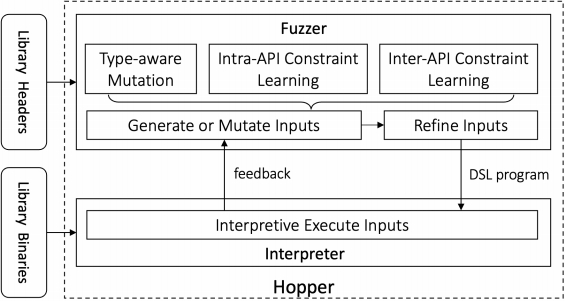 Library Headers
Library Binaries
Fuzzer
Type-aware
Mutation
Intra-API Constraint
Learning
Inter-API Constraint
Learning
Generate or Mutate Inputs
Refine Inputs
feedback
DSL program
Interpretive Execute Inputs
Interpreter
Hopper